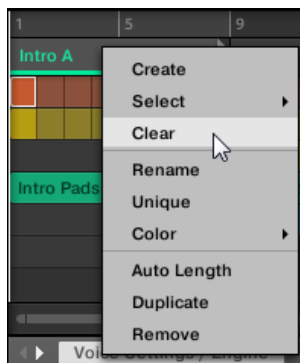 1 5 9
Intro A
Create
Select
Clear
Rename
Intro Pads
Unique
Color
Auto Length
Duplicate
Remove